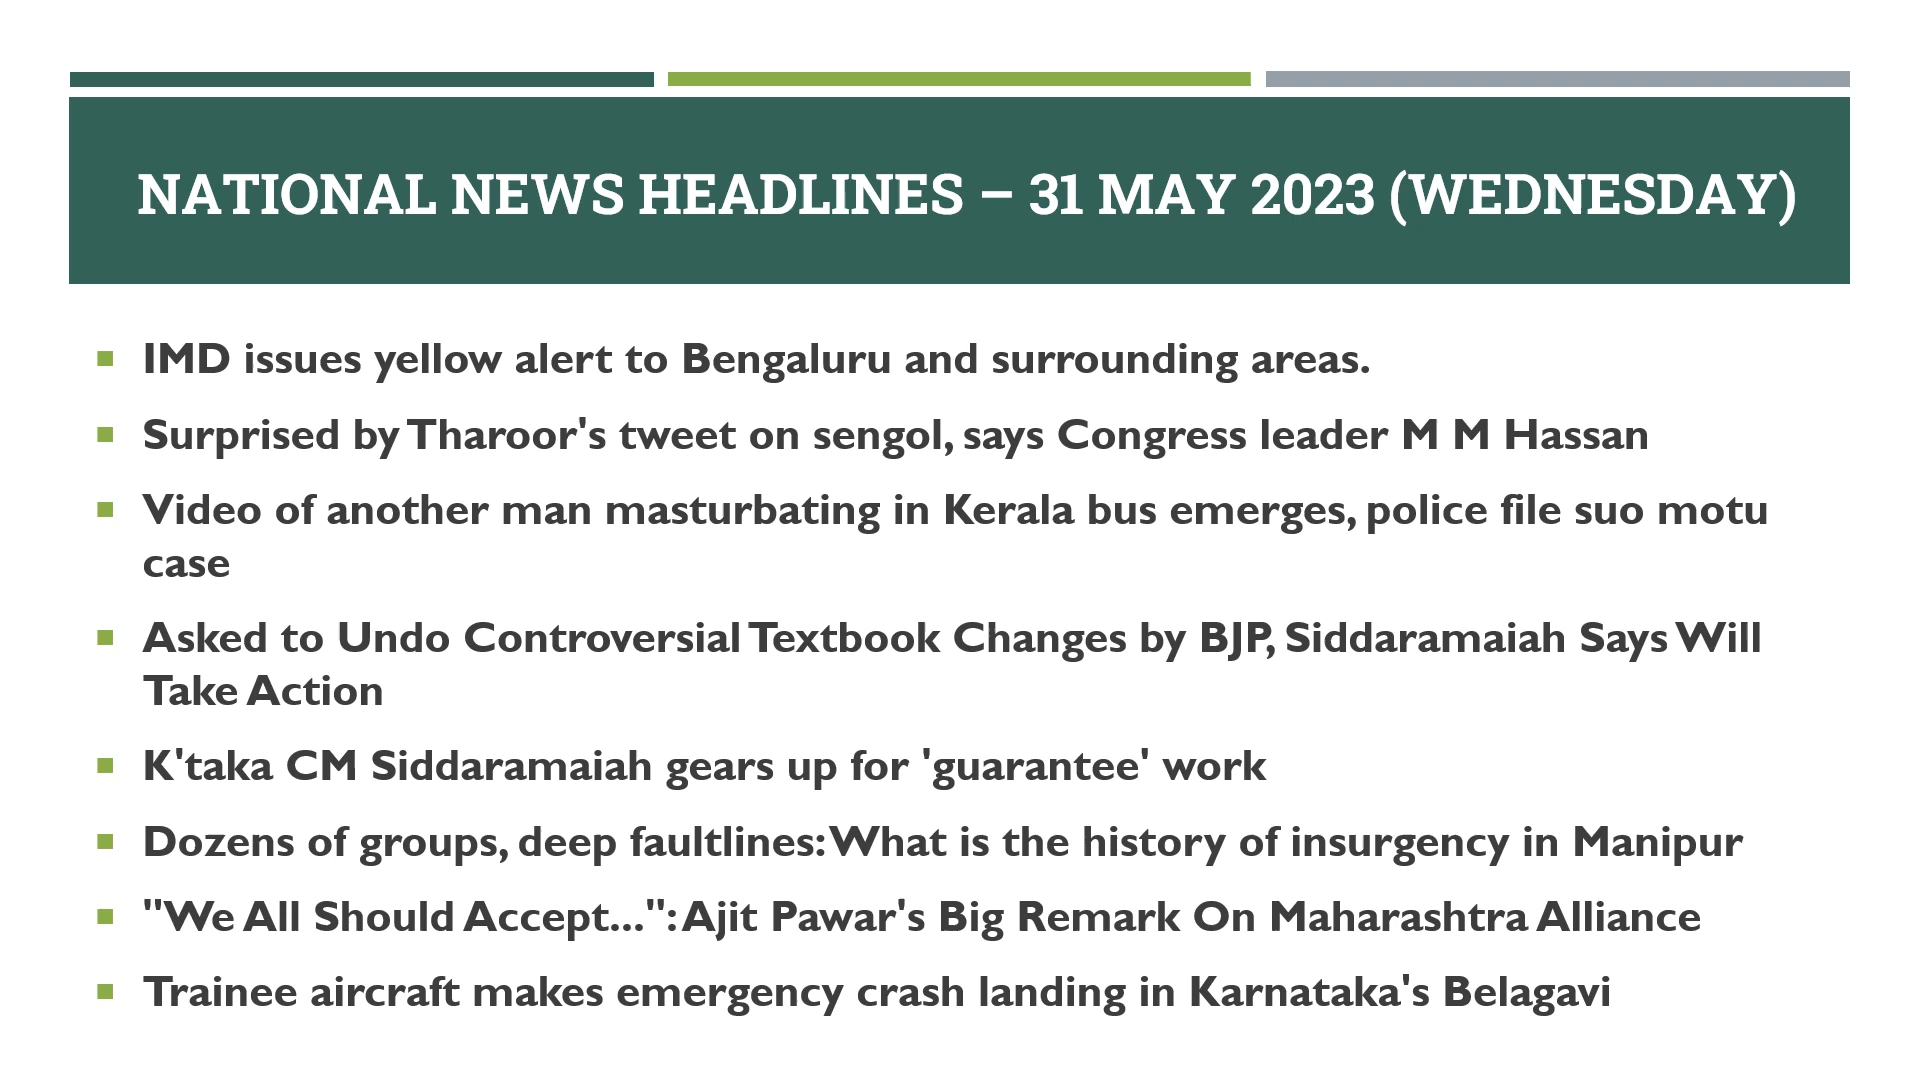 NATIONAL NEWS HEADLINES – 31 MAY 2023 (WEDNESDAY)
IMD issues yellow alert to Bengaluru and surrounding areas.
Surprised by Tharoor's tweet on sengol, says Congress leader M M Hassan
Video of another man masturbating in Kerala bus emerges, police file suo motu
case
Asked to Undo Controversial Textbook Changes by BJP, Siddaramaiah Says Will
Take Action
K'taka CM Siddaramaiah gears up for 'guarantee' work
Dozens of groups, deep faultlines: What is the history of insurgency in Manipur
"We All Should Accept...": Ajit Pawar's Big Remark On Maharashtra Alliance
Trainee aircraft makes emergency crash landing in Karnataka's Belagavi